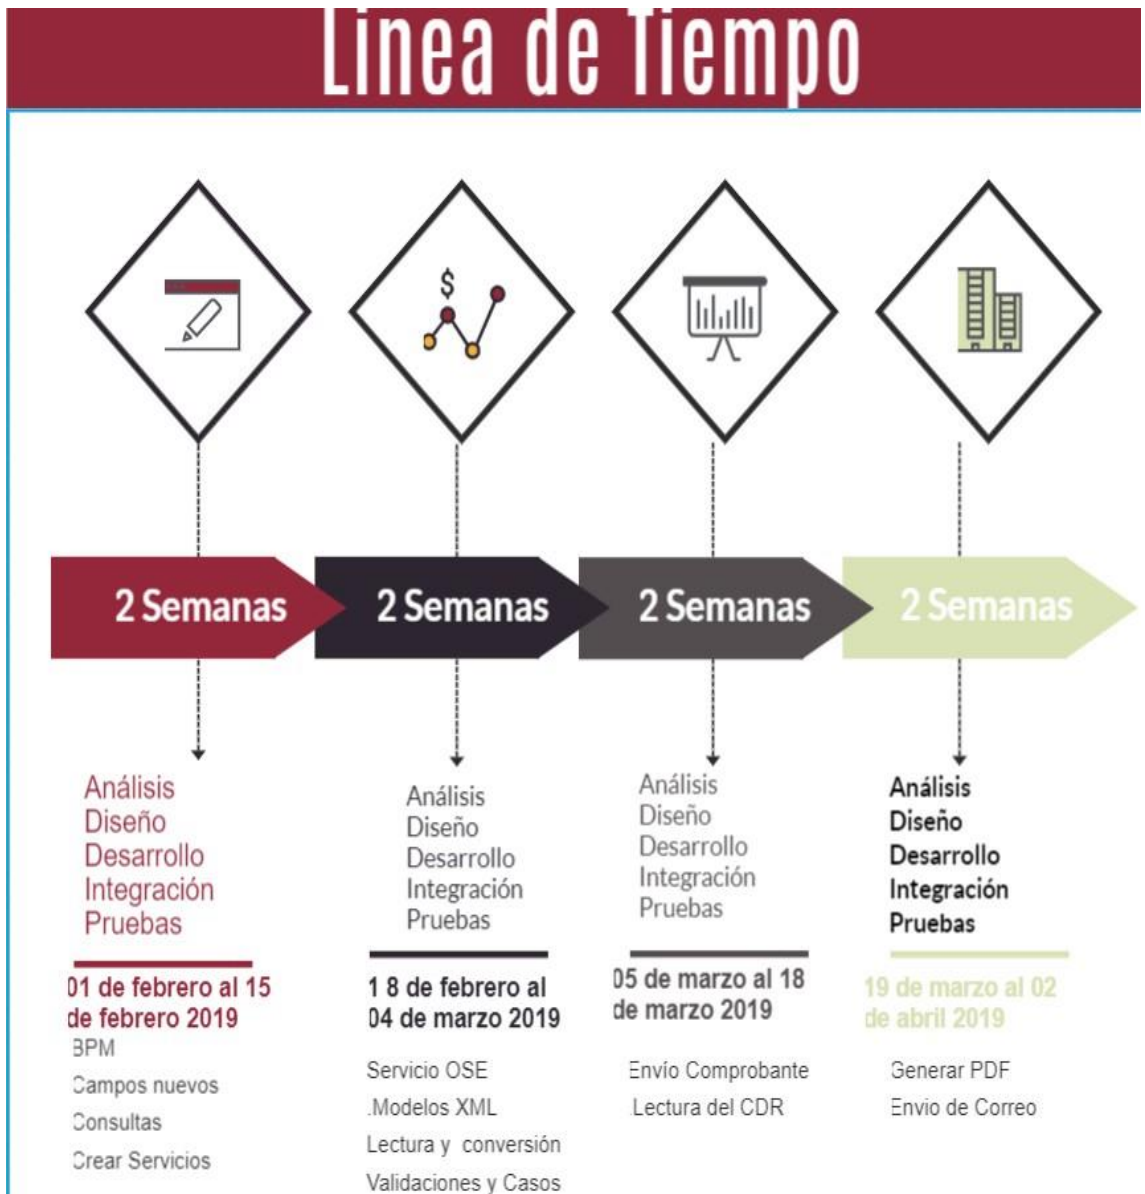 Linea de Tiempo
$
2 Semanas
2 Semanas
2 Semanas
2 Semanas
Análisis
Diseño
Desarrollo
Integración
Pruebas
01 de febrero al 15
de febrero 2019
BPM
Campos nuevos
Consultas
Crear Servicios
Análisis
Diseño
Desarrollo
Integración
Pruebas
1 8 de febrero al
04 de marzo 2019
Servicio OSE
.Modelos XML
Lectura y conversión
Validaciones y Casos
Análisis
Diseño
Desarrollo
Integración
Pruebas
05 de marzo al 18
de marzo 2019
Envío Comprobante
.Lectura del CDR
Análisis
Diseño
Desarrollo
Integración
Pruebas
19 de marzo al 02
de abril 2019
Generar PDF
Envio de Correo